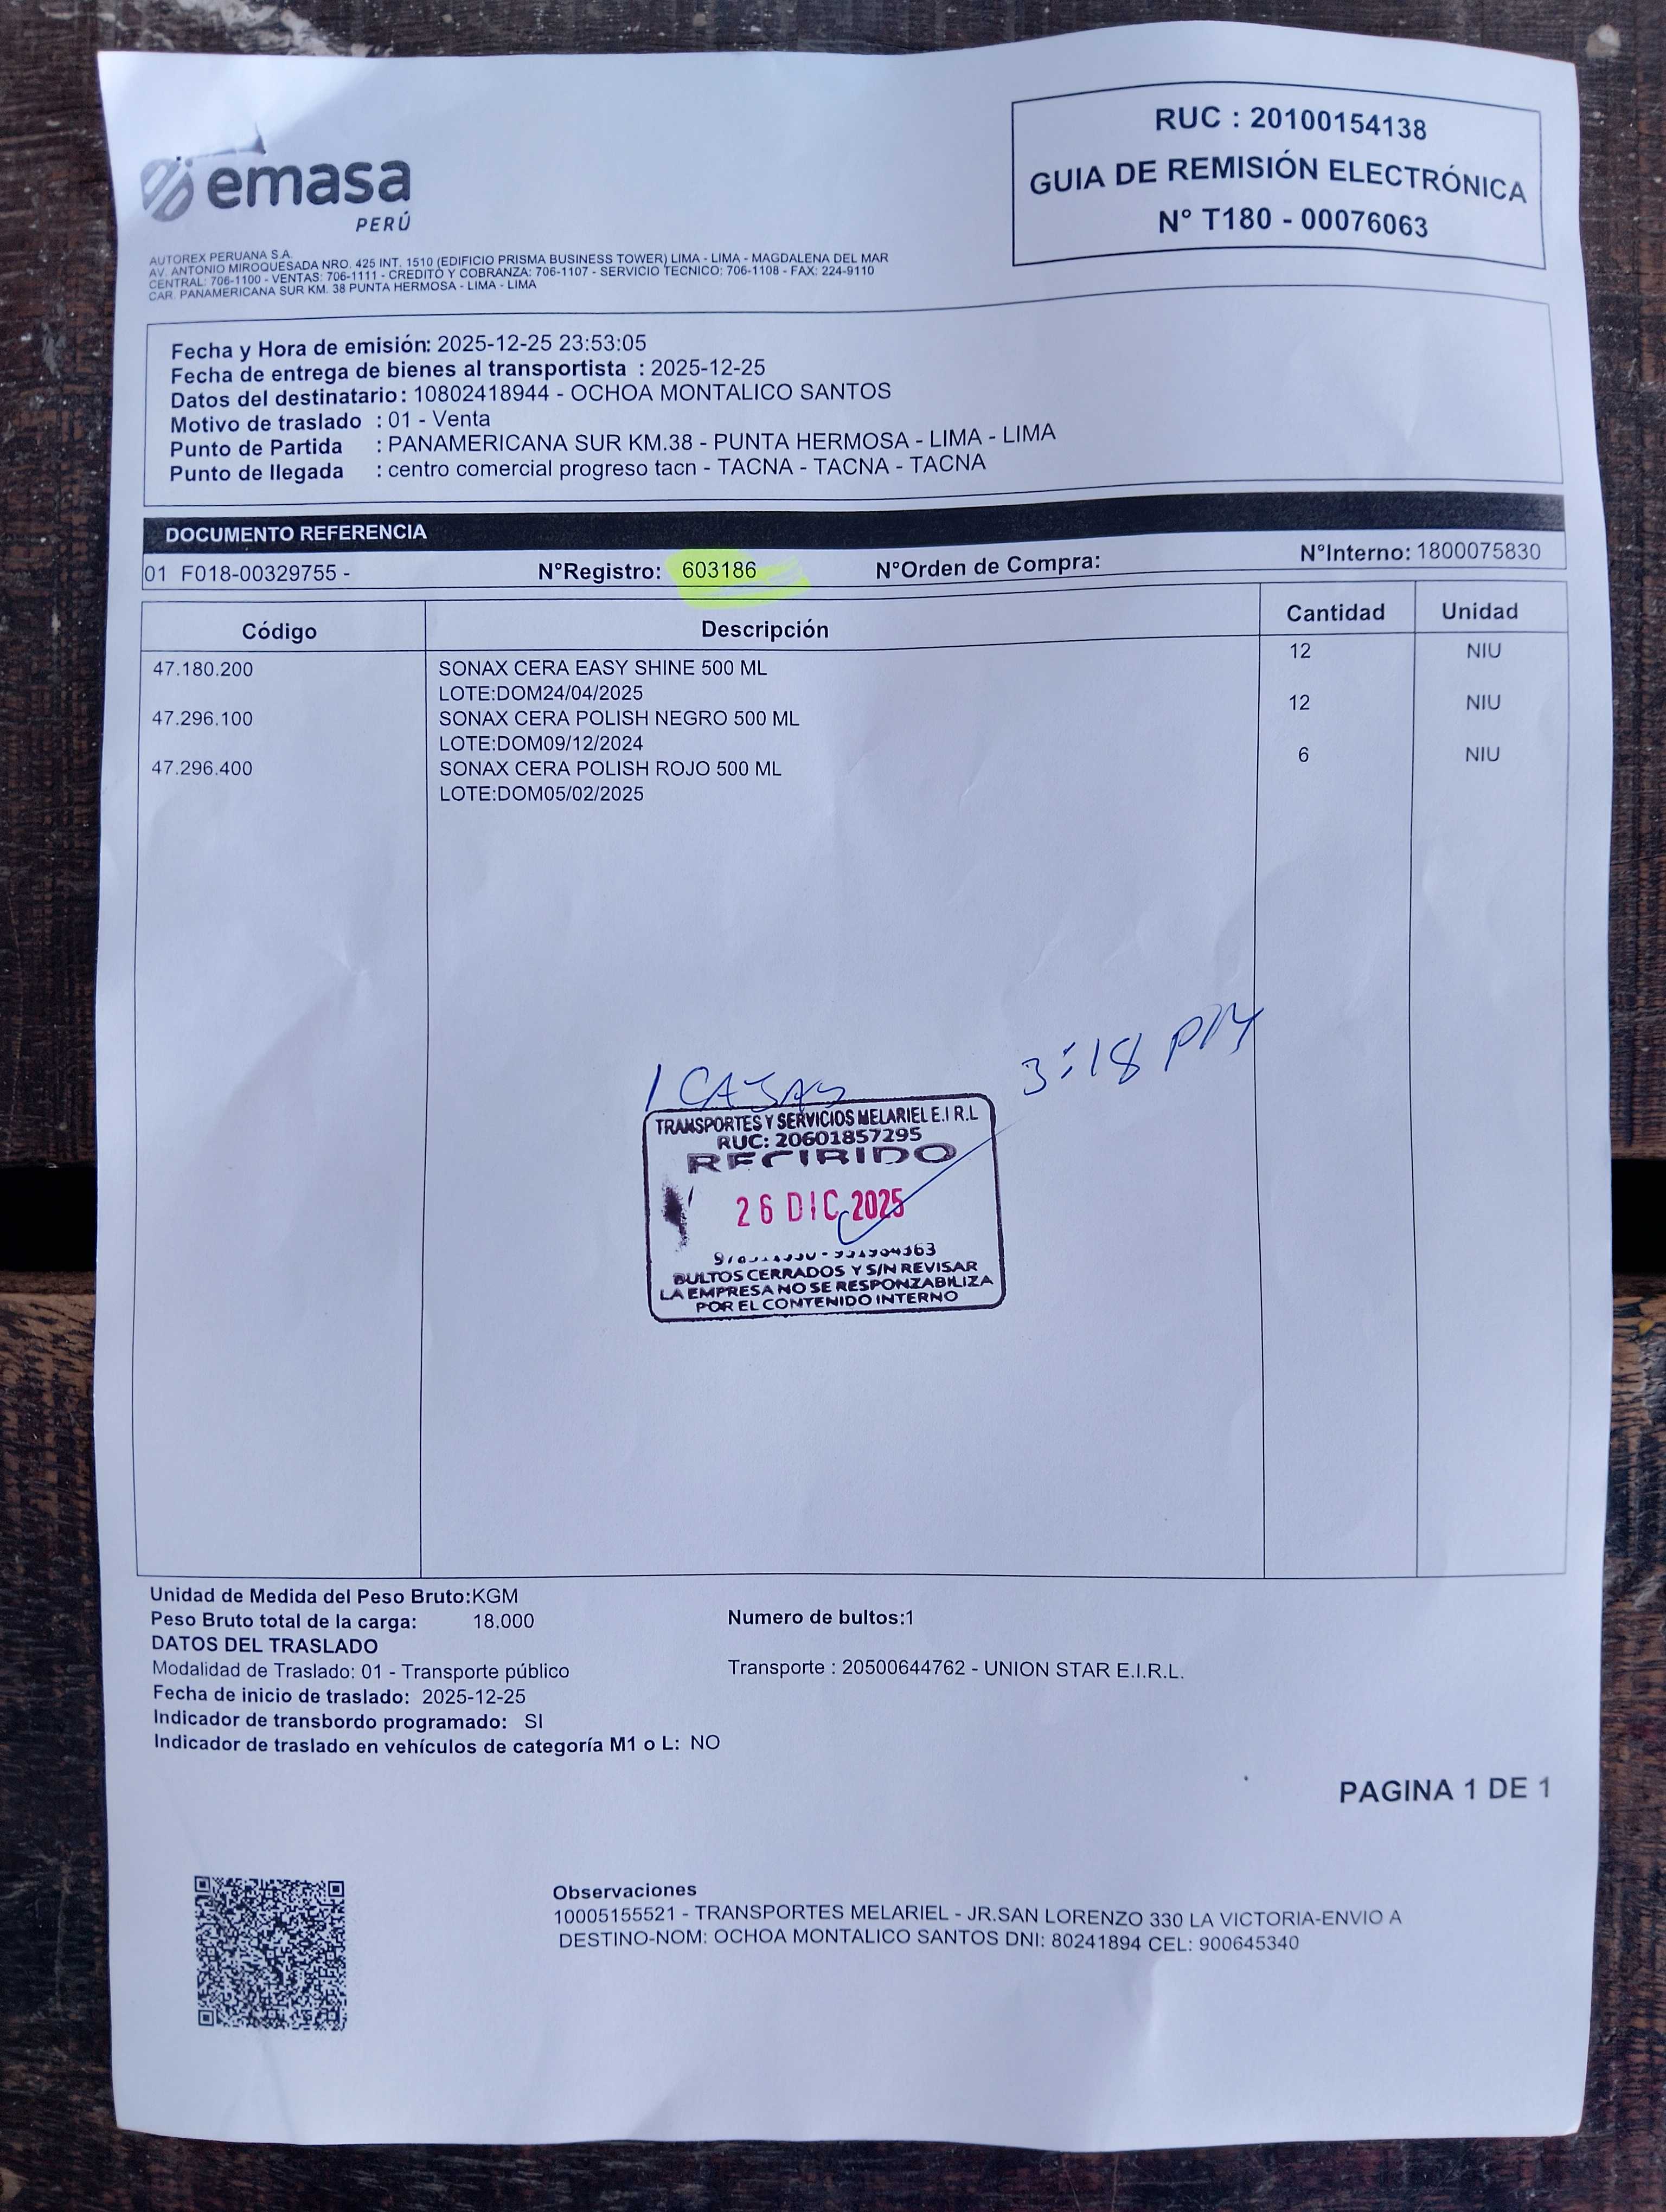 emasa
PERÚ
RUC : 20100154138
GUIA DE REMISIÓN ELECTRÓNICA
N° T180 - 00076063
AUTOREX PERUANA S.A.
AV. ANTONIO MIROQUESADA NRO. 425 INT. 1510 (EDIFICIO PRISMA BUSINESS TOWER) LIMA - LIMA - MAGDALENA DEL MAR
CENTRAL: 706-1100 - VENTAS: 706-1111 - CREDITO Y COBRANZA: 706-1107 - SERVICIO TECNICO: 706-1108 - FAX: 224-9110
CAR. PANAMERICANA SUR KM. 38 PUNTA HERMOSA - LIMA - LIMA
Fecha y Hora de emisión: 2025-12-25 23:53:05
Fecha de entrega de bienes al transportista : 2025-12-25
Datos del destinatario : 10802418944 - OCHOA MONTALICO SANTOS
Motivo de traslado : 01 - Venta
Punto de Partida : PANAMERICANA SUR KM.38 - PUNTA HERMOSA - LIMA - LIMA
Punto de llegada : centro comercial progreso tacn - TACNA - TACNA - TACNA
DOCUMENTO REFERENCIA
01 F018-00329755 - N°Registro: 603186 N°Orden de Compra: N°Interno: 1800075830
Código Descripción Cantidad Unidad
47.180.200 SONAX CERA EASY SHINE 500 ML 12 NIU
LOTE:DOM24/04/2025
47.296.100 SONAX CERA POLISH NEGRO 500 ML 12 NIU
LOTE:DOM09/12/2024
47.296.400 SONAX CERA POLISH ROJO 500 ML 6 NIU
LOTE:DOM05/02/2025
1 CAJAS 3:18 PM
TRANSPORTES Y SERVICIOS MELARIEL E.I R.L
RUC: 20601857295
RECIBIDO
26 DIC 2025
BULTOS CERRADOS Y SIN REVISAR
LA EMPRESA NO SE RESPONZABILIZA
POR EL CONTENIDO INTERNO
Unidad de Medida del Peso Bruto:KGM
Peso Bruto total de la carga: 18.000 Numero de bultos:1
DATOS DEL TRASLADO
Modalidad de Traslado: 01 - Transporte público Transporte : 20500644762 - UNION STAR E.I.R.L.
Fecha de inicio de traslado: 2025-12-25
Indicador de transbordo programado: SI
Indicador de traslado en vehículos de categoría M1 o L: NO
PAGINA 1 DE 1
Observaciones
10005155521 - TRANSPORTES MELARIEL - JR.SAN LORENZO 330 LA VICTORIA-ENVIO A
DESTINO-NOM: OCHOA MONTALICO SANTOS DNI: 80241894 CEL: 900645340